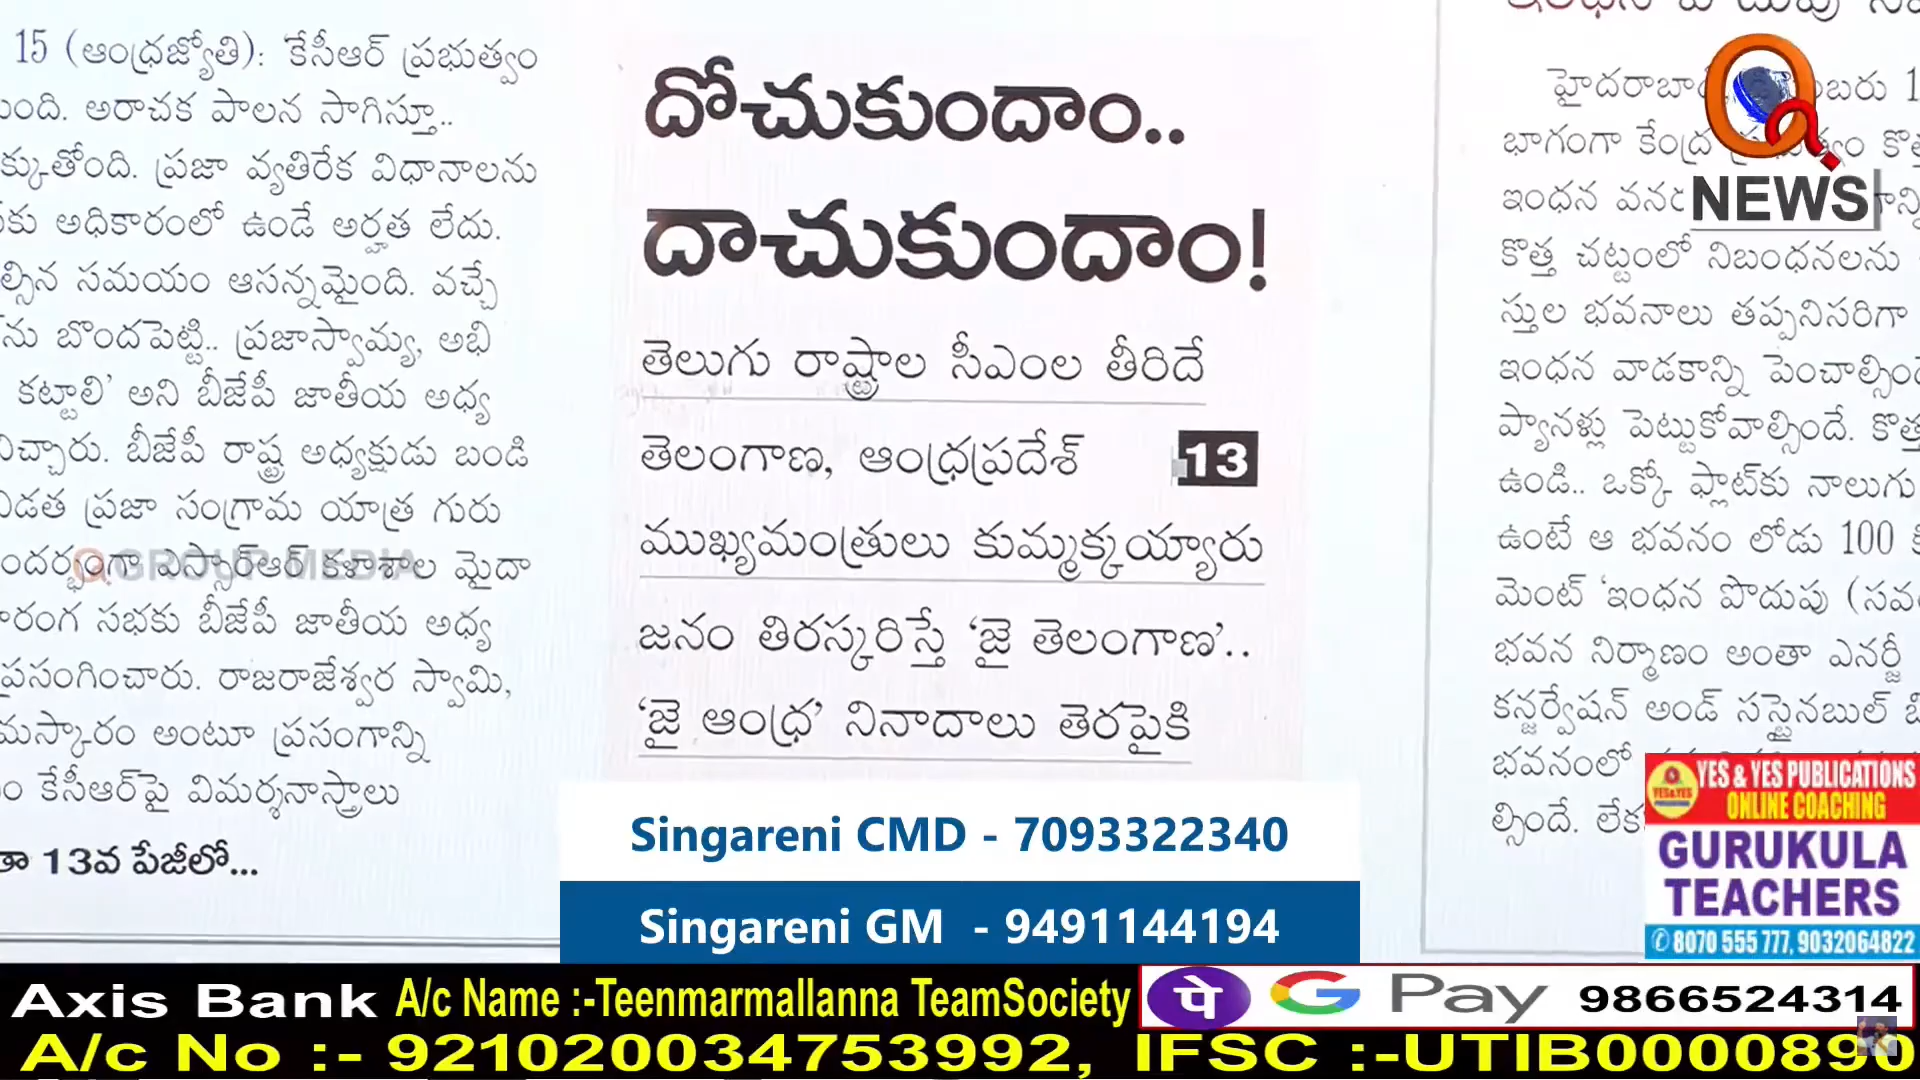 15 (ఆంధ్రజ్యోతి): కేసీఆర్ ప్రభుత్వం
అరాచక పాలన సాగిస్తూ..
ప్రజా వ్యతిరేక విధానాలను
అధికారంలో ఉండే అర్హత లేదు.
సమయం ఆసన్నమైంది. వచ్చే
బొందపెట్టి.. ప్రజాస్వామ్య, అభి
కట్టాలి’ అని బీజేపీ జాతీయ అధ్య
బీజేపీ రాష్ట్ర అధ్యక్షుడు బండి
ప్రజా సంగ్రామ యాత్ర గురు
ఎస్సారార్ కళాశాల మైదా
GROUP MEDIA
సభకు బీజేపీ జాతీయ అధ్య
ప్రసంగించారు. రాజరాజేశ్వర స్వామి,
అంటూ ప్రసంగాన్ని
కేసీఆర్‌పై విమర్శనాస్త్రాలు
13వ పేజీలో...
దోచుకుందాం..
దాచుకుందాం!
తెలుగు రాష్ట్రాల సీఎంల తీరిదే
తెలంగాణ, ఆంధ్రప్రదేశ్ 13
ముఖ్యమంత్రులు కుమ్మక్కయ్యారు
జనం తిరస్కరిస్తే ‘జై తెలంగాణ’..
‘జై ఆంధ్ర’ నినాదాలు తెరపైకి
భాగంగా కేంద్ర
ఇంధన
కొత్త చట్టంలో నిబంధనలను
స్తుల భవనాలు తప్పనిసరిగా
ఇంధన వాడకాన్ని
ప్యానళ్లు పెట్టుకోవాల్సిందే.
ఉండి.. ఒక్కో ఫ్లాట్‌కు నాలుగు
ఉంటే ఆ భవనం లోడు 100
మెంట్ ‘ఇంధన పొదుపు
భవన నిర్మాణం అంతా ఎనర్జీ
కన్జర్వేషన్ అండ్ సస్టైనబుల్
భవనంలో
ల్సిందే.
Q
NEWS
Singareni CMD - 7093322340
Singareni GM - 9491144194
YES & YES PUBLICATIONS
ONLINE COACHING
GURUKULA
TEACHERS
8070 555 777, 9032064822
Axis Bank A/c Name :-Teenmarmallanna TeamSociety
पे G Pay 9866524314
A/c No :- 921020034753992, IFSC :-UTIB0000890